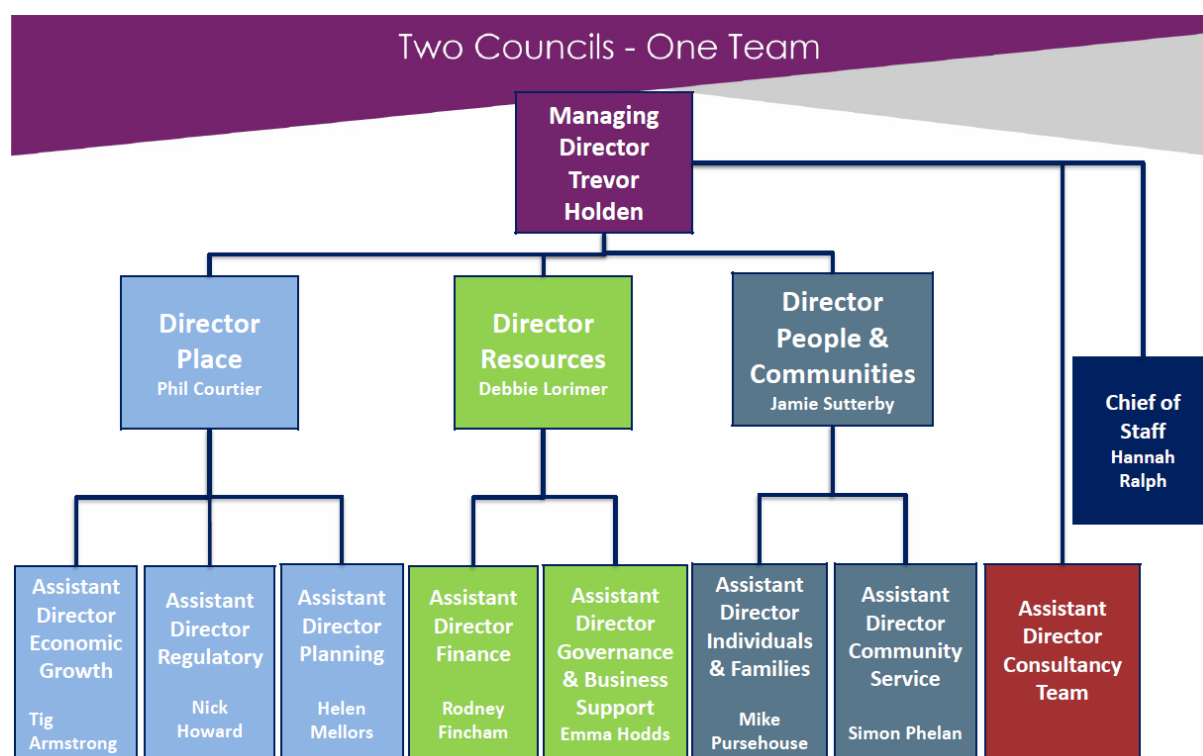 Two Councils - One Team
Managing
Director
Trevor
Holden
Director
Place
Phil Courtier
Director
Resources
Debbie Lorimer
Director
People &
Communities
Jamie Sutterby
Chief of
Staff
Hannah
Ralph
Assistant
Director
Economic
Growth
Tig
Armstrong
Assistant
Director
Regulatory
Nick
Howard
Assistant
Director
Planning
Helen
Mellors
Assistant
Director
Finance
Rodney
Fincham
Assistant
Director
Governance
& Business
Support
Emma Hodds
Assistant
Director
Individuals
& Families
Mike
Pursehouse
Assistant
Director
Community
Service
Simon Phelan
Assistant
Director
Consultancy
Team